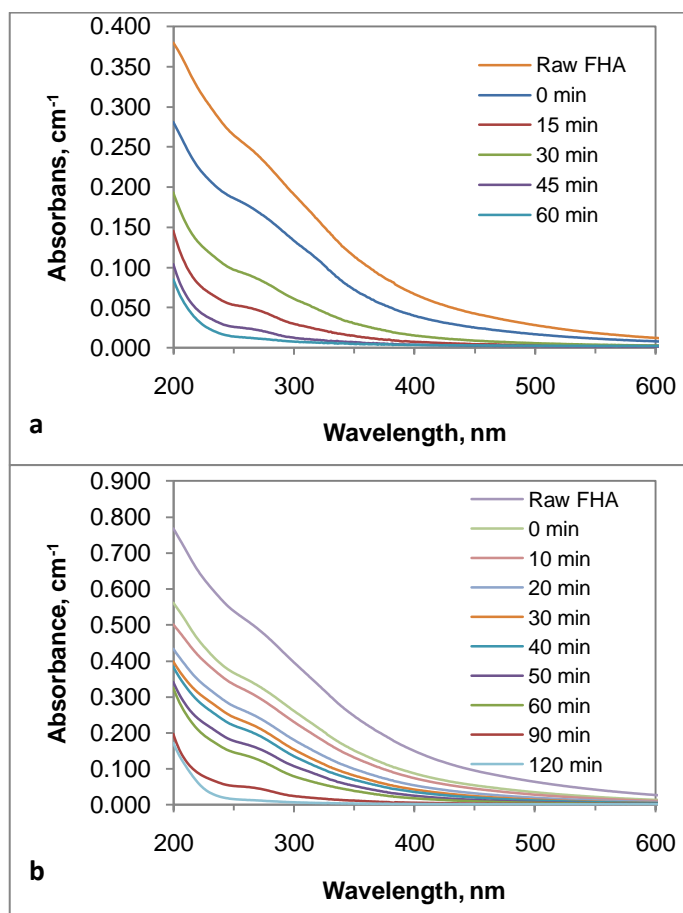 0.400
0.350
0.300
0.250
0.200
0.150
0.100
0.050
0.000
Absorbans, cm-1
Raw FHA
0 min
15 min
30 min
45 min
60 min
200 300 400 500 600
Wavelength, nm
a
0.900
0.800
0.700
0.600
0.500
0.400
0.300
0.200
0.100
0.000
Absorbance, cm-1
Raw FHA
0 min
10 min
20 min
30 min
40 min
50 min
60 min
90 min
120 min
200 300 400 500 600
Wavelength, nm
b